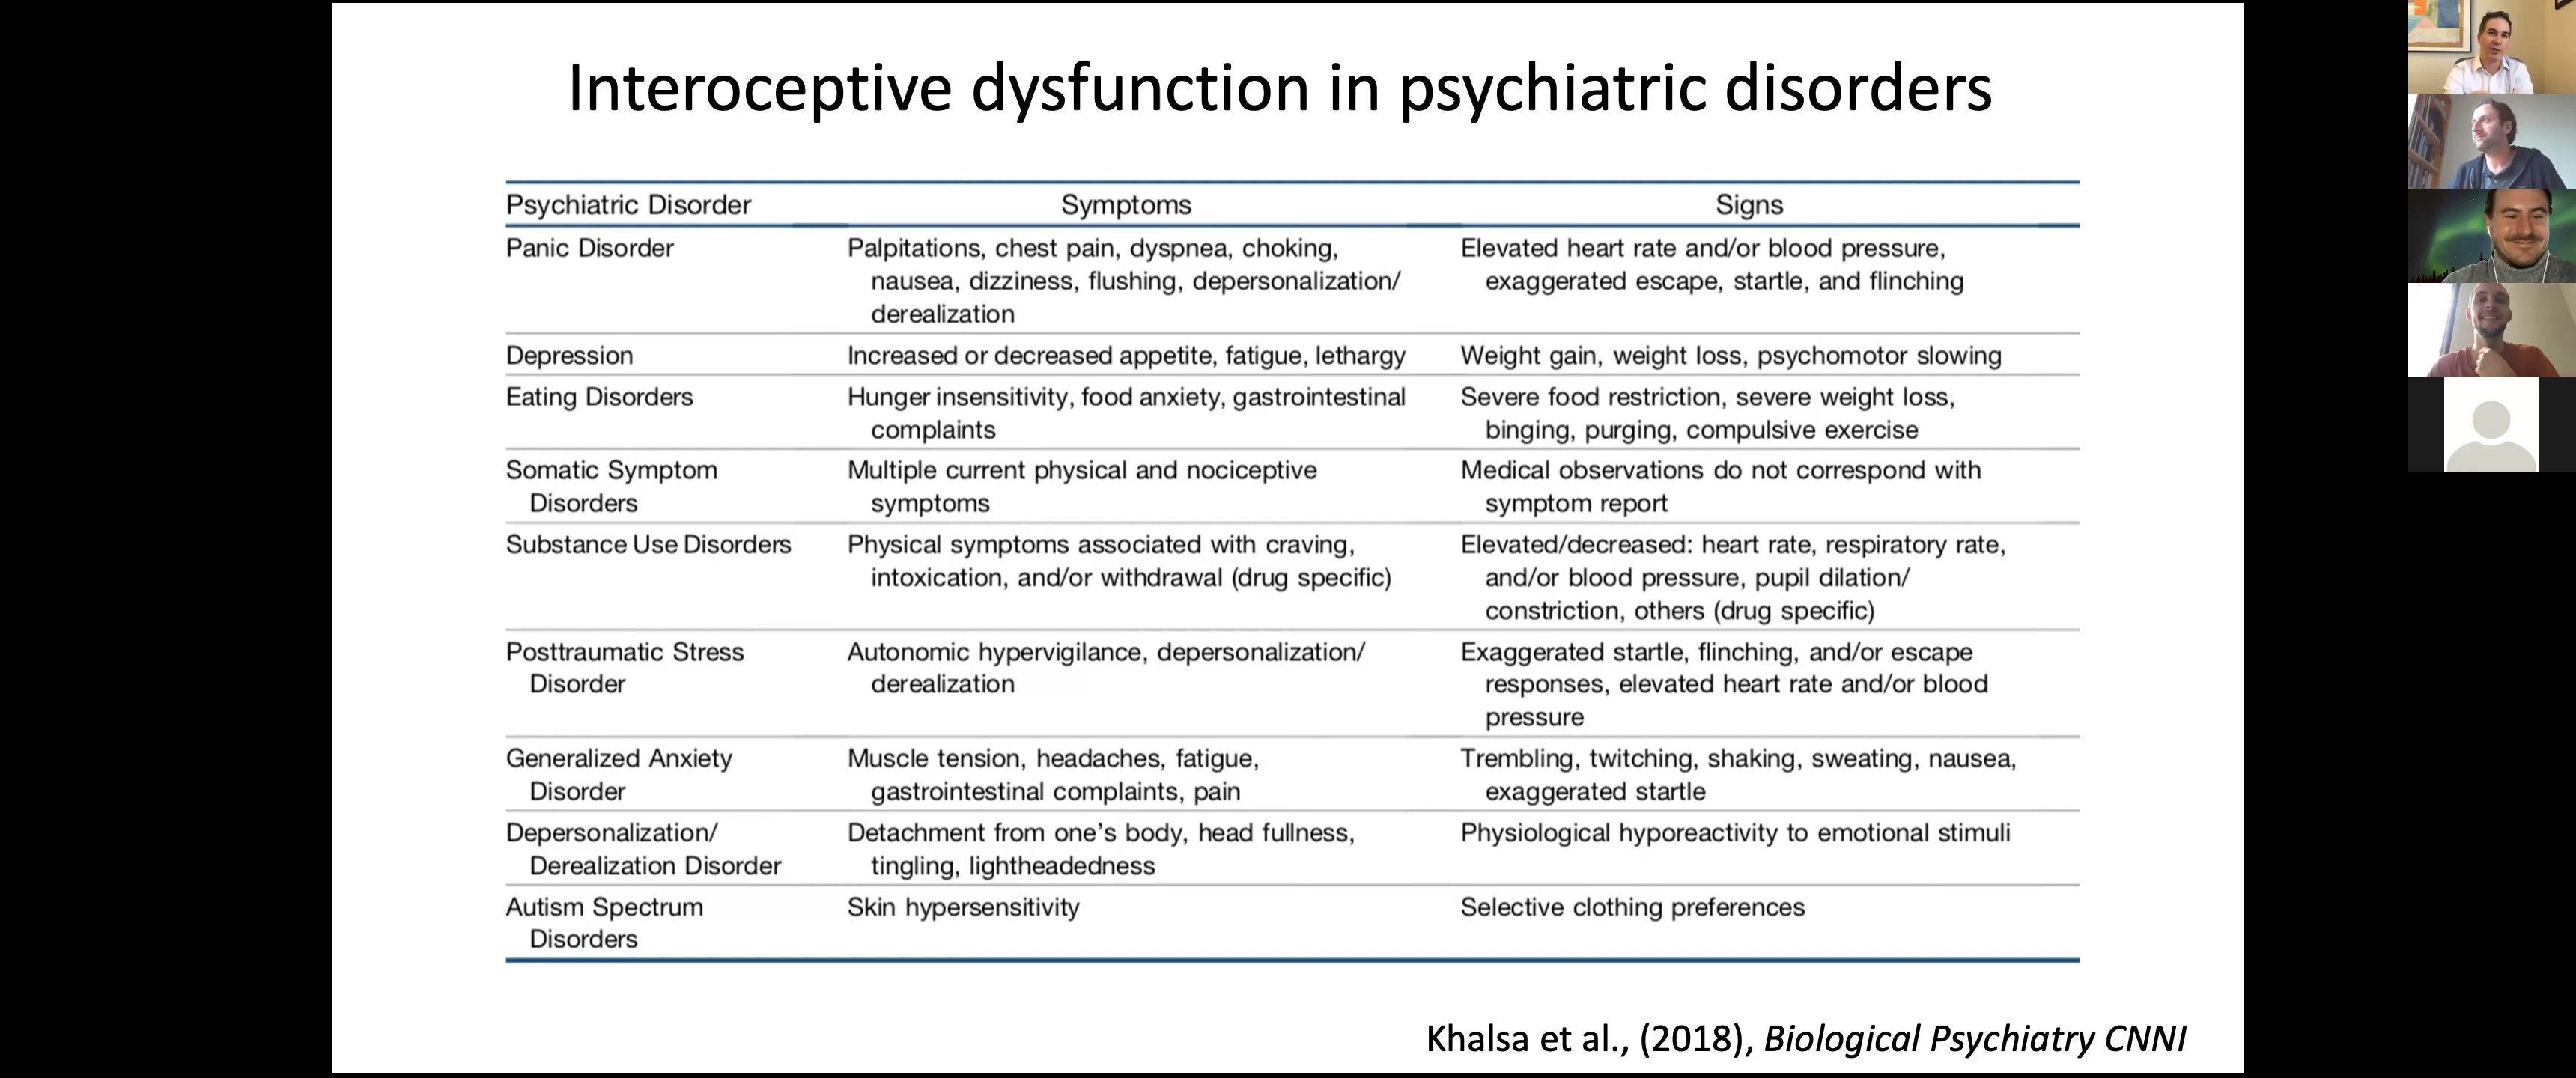 Interoceptive dysfunction in psychiatric disorders
Psychiatric Disorder Symptoms Signs
Panic Disorder Palpitations, chest pain, dyspnea, choking, Elevated heart rate and/or blood pressure,
nausea, dizziness, flushing, depersonalization/ exaggerated escape, startle, and flinching
derealization
Depression Increased or decreased appetite, fatigue, lethargy Weight gain, weight loss, psychomotor slowing
Eating Disorders Hunger insensitivity, food anxiety, gastrointestinal Severe food restriction, severe weight loss,
complaints binging, purging, compulsive exercise
Somatic Symptom Multiple current physical and nociceptive Medical observations do not correspond with
Disorders symptoms symptom report
Substance Use Disorders Physical symptoms associated with craving, Elevated/decreased: heart rate, respiratory rate,
intoxication, and/or withdrawal (drug specific) and/or blood pressure, pupil dilation/
constriction, others (drug specific)
Posttraumatic Stress Autonomic hypervigilance, depersonalization/ Exaggerated startle, flinching, and/or escape
Disorder derealization responses, elevated heart rate and/or blood
pressure
Generalized Anxiety Muscle tension, headaches, fatigue, Trembling, twitching, shaking, sweating, nausea,
Disorder gastrointestinal complaints, pain exaggerated startle
Depersonalization/ Detachment from one's body, head fullness, Physiological hyporeactivity to emotional stimuli
Derealization Disorder tingling, lightheadedness
Autism Spectrum Skin hypersensitivity Selective clothing preferences
Disorders
Khalsa et al., (2018), Biological Psychiatry CNNI